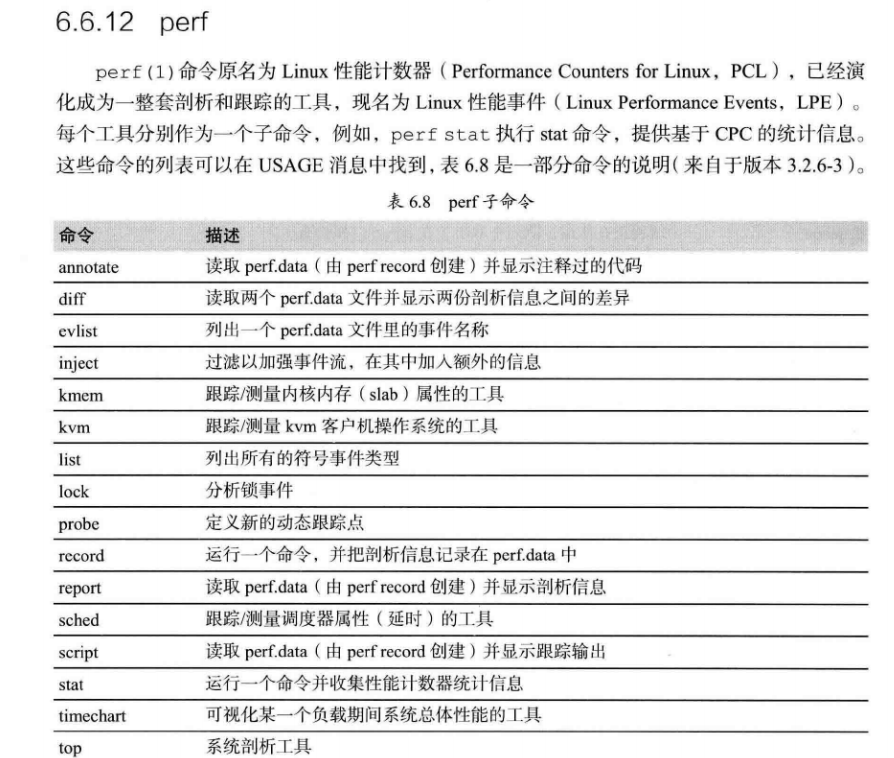 6.6.12 perf
perf(1)命令原名为 Linux 性能计数器（Performance Counters for Linux，PCL），已经演
化成为一整套剖析和跟踪的工具，现名为 Linux 性能事件（Linux Performance Events，LPE）。
每个工具分别作为一个子命令，例如，perf stat 执行 stat 命令，提供基于 CPC 的统计信息。
这些命令的列表可以在 USAGE 消息中找到，表 6.8 是一部分命令的说明（来自于版本 3.2.6-3）。
表 6.8 perf 子命令
命令 描述
annotate 读取 perf.data（由 perf record 创建）并显示注释过的代码
diff 读取两个 perf.data 文件并显示两份剖析信息之间的差异
evlist 列出一个 perf.data 文件里的事件名称
inject 过滤以加强事件流，在其中加入额外的信息
kmem 跟踪/测量内核内存（slab）属性的工具
kvm 跟踪/测量 kvm 客户机操作系统的工具
list 列出所有的符号事件类型
lock 分析锁事件
probe 定义新的动态跟踪点
record 运行一个命令，并把剖析信息记录在 perf.data 中
report 读取 perf.data（由 perf record 创建）并显示剖析信息
sched 跟踪/测量调度器属性（延时）的工具
script 读取 perf.data（由 perf record 创建）并显示跟踪输出
stat 运行一个命令并收集性能计数器统计信息
timechart 可视化某一个负载期间系统总体性能的工具
top 系统剖析工具